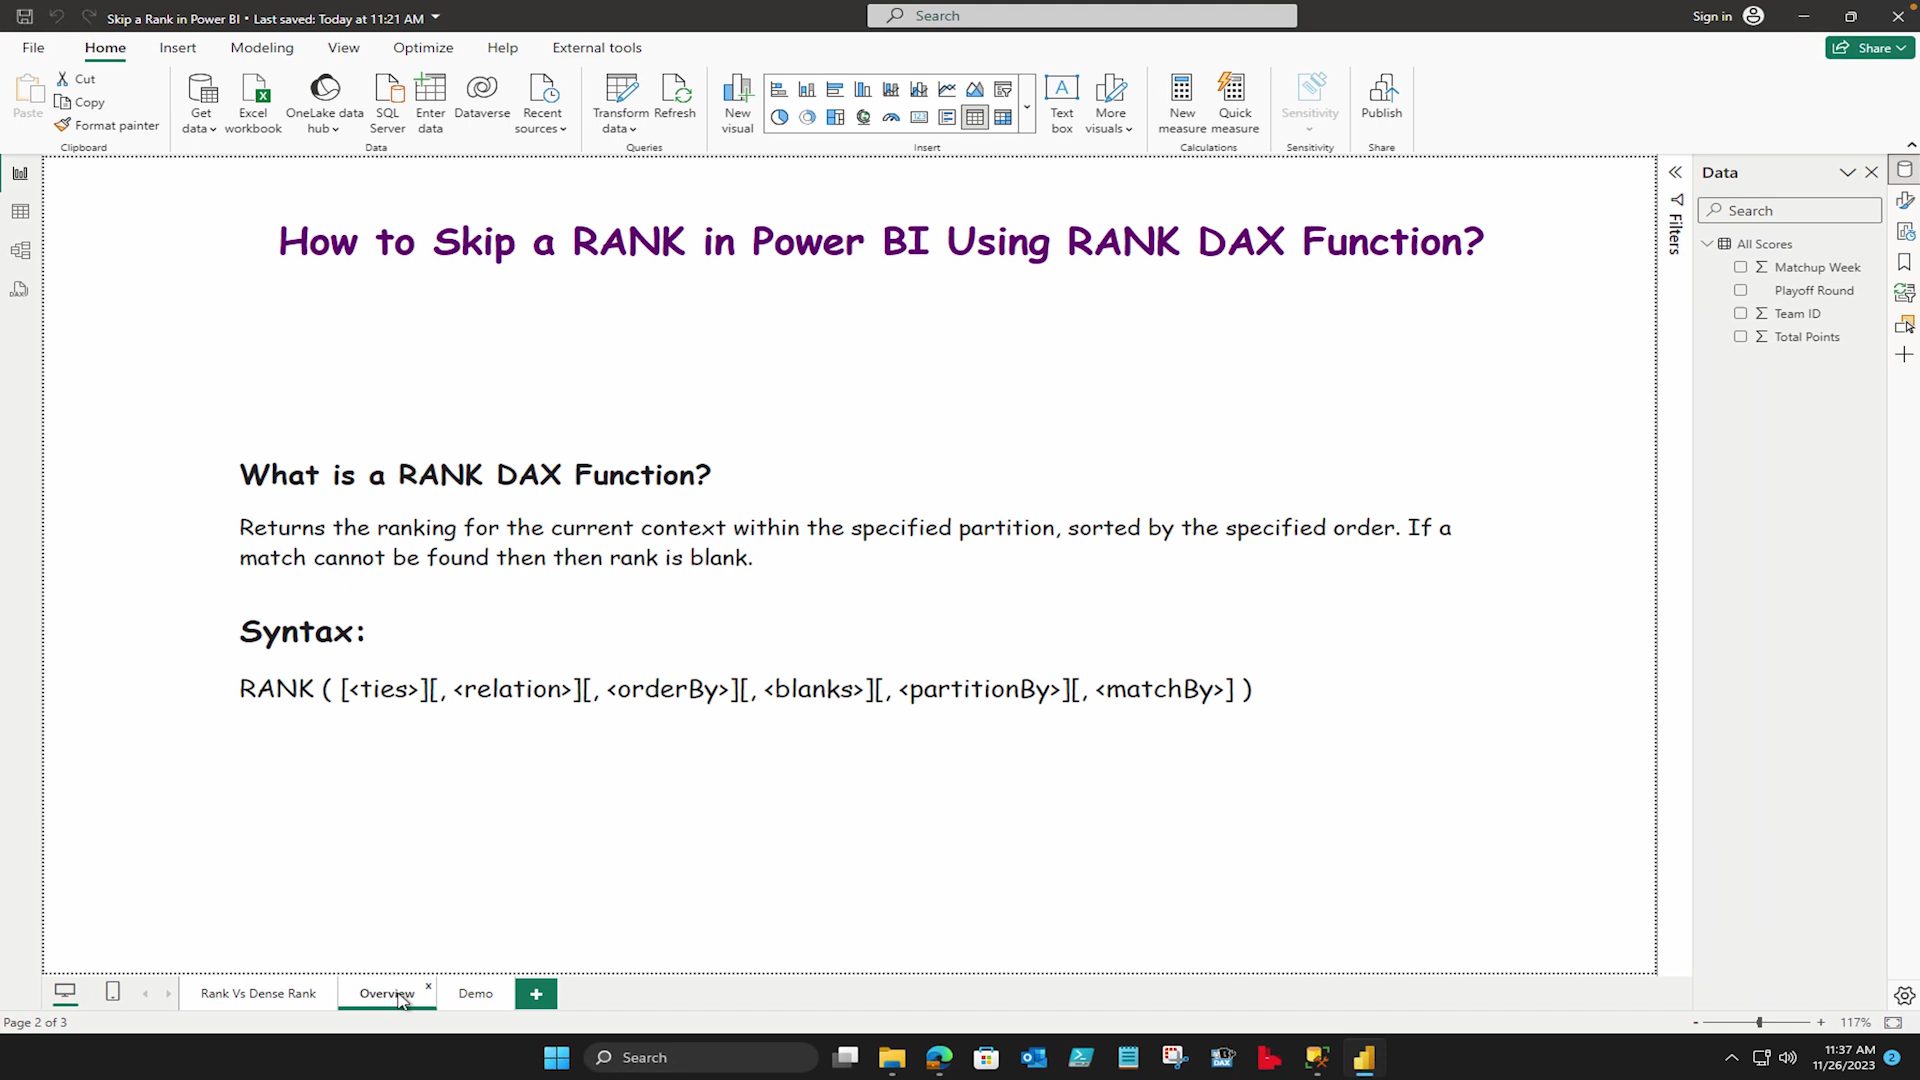 Skip a Rank in Power BI • Last saved: Today at 11:21 AM
Search
Sign in
File Home Insert Modeling View Optimize Help External tools
Share
Paste
Cut
Copy
Format painter
Clipboard
Get data
Excel workbook
OneLake data hub
SQL Server
Enter data
Dataverse
Recent sources
Data
Transform data
Refresh
Queries
New visual
Text box
More visuals
Insert
New measure
Quick measure
Calculations
Sensitivity
Sensitivity
Publish
Share
How to Skip a RANK in Power BI Using RANK DAX Function?
What is a RANK DAX Function?
Returns the ranking for the current context within the specified partition, sorted by the specified order. If a
match cannot be found then then rank is blank.
Syntax:
RANK ( [<ties>][, <relation>][, <orderBy>][, <blanks>][, <partitionBy>][, <matchBy>] )
Filters
Data
Search
All Scores
Matchup Week
Playoff Round
Team ID
Total Points
Rank Vs Dense Rank Overview Demo
Page 2 of 3
117%
Search
11:37 AM
11/26/2023
2